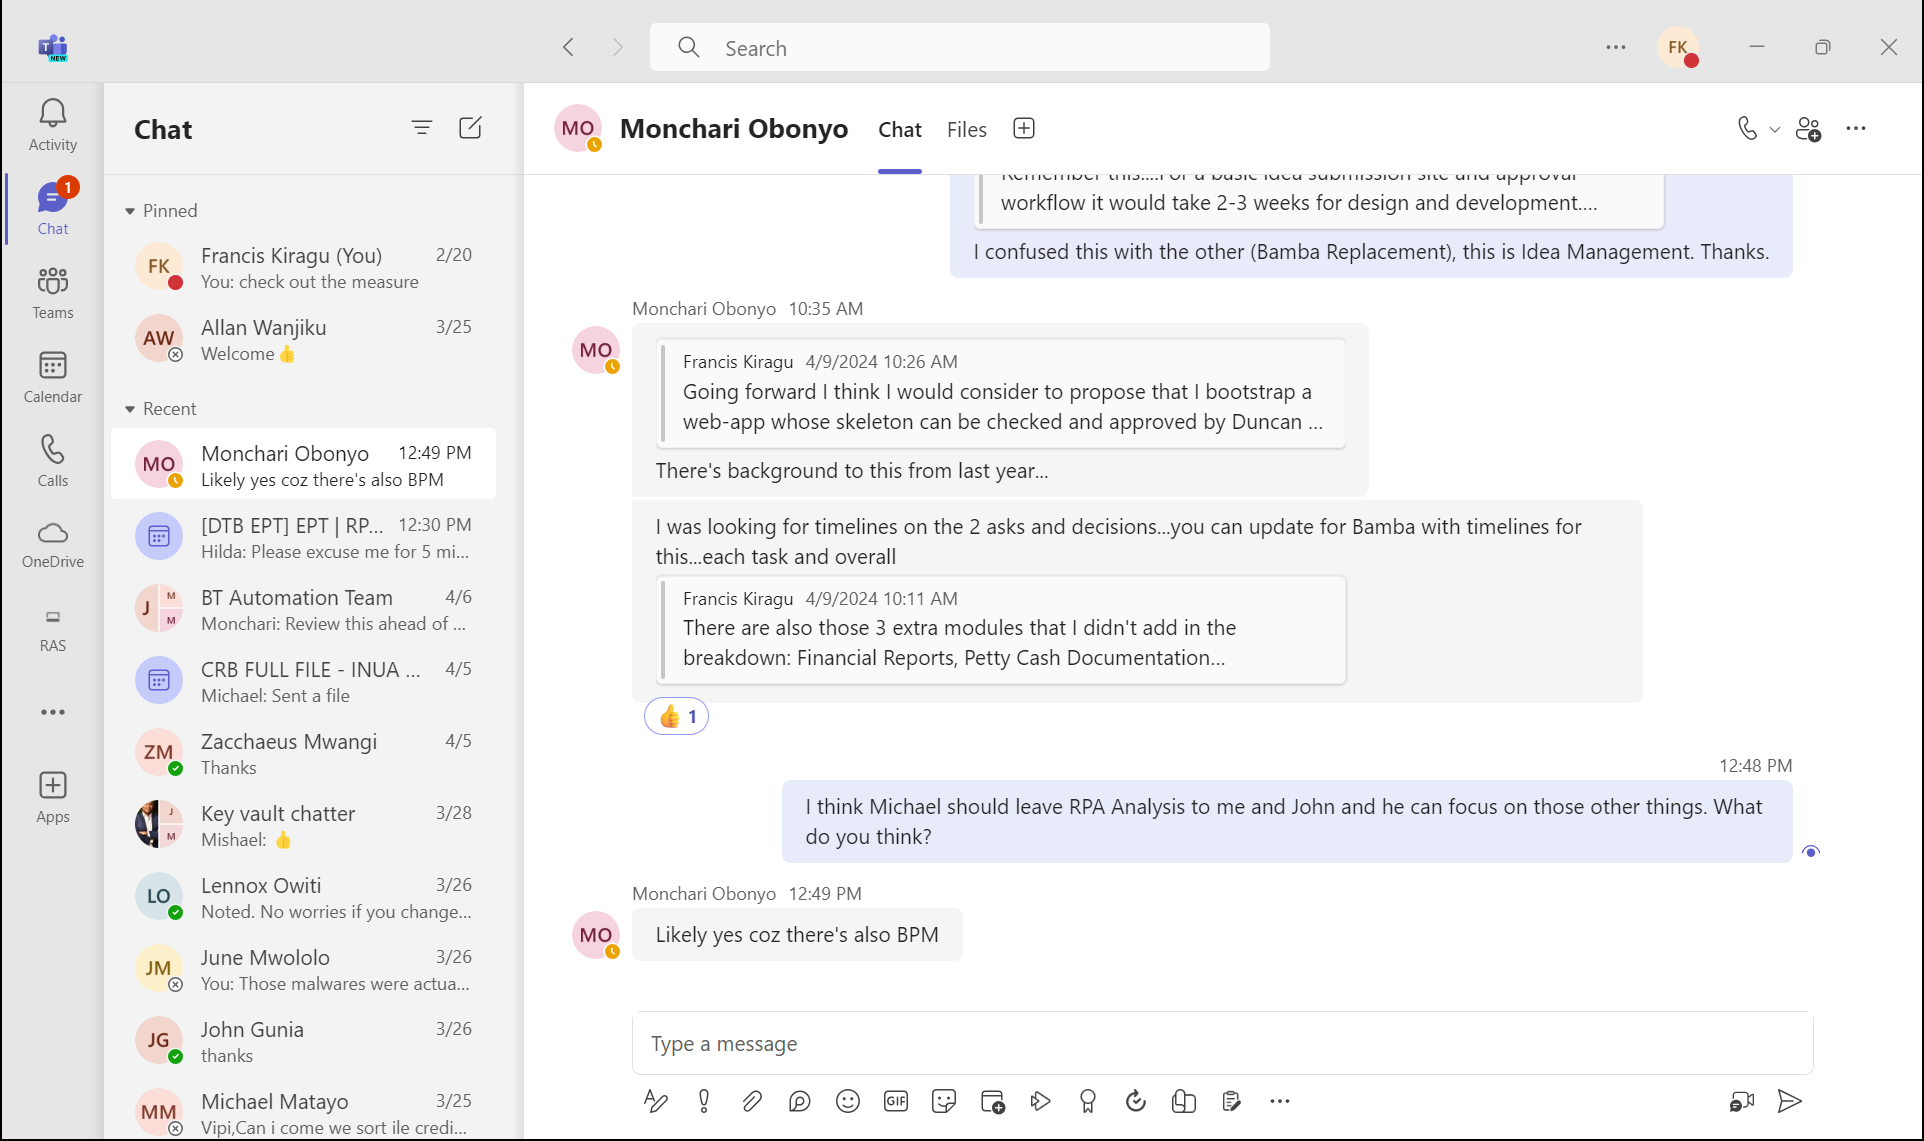 NEW
Search
FK
Activity
1
Chat
Teams
Calendar
Calls
OneDrive
RAS
Apps
Chat
Pinned
FK
Francis Kiragu (You) 2/20
You: check out the measure
AW
Allan Wanjiku 3/25
Welcome 👍
Recent
MO
Monchari Obonyo 12:49 PM
Likely yes coz there's also BPM
[DTB EPT] EPT | RP... 12:30 PM
Hilda: Please excuse me for 5 mi...
J M M
BT Automation Team 4/6
Monchari: Review this ahead of ...
CRB FULL FILE - INUA ... 4/5
Michael: Sent a file
ZM
Zacchaeus Mwangi 4/5
Thanks
J M
Key vault chatter 3/28
Mishael: 👍
LO
Lennox Owiti 3/26
Noted. No worries if you change...
JM
June Mwololo 3/26
You: Those malwares were actua...
JG
John Gunia 3/26
thanks
MM
Michael Matayo 3/25
Vipi,Can i come we sort ile credi...
MO
Monchari Obonyo Chat Files
Remember this....For a basic idea submission site and approval
workflow it would take 2-3 weeks for design and development....
I confused this with the other (Bamba Replacement), this is Idea Management. Thanks.
Monchari Obonyo 10:35 AM
MO
Francis Kiragu 4/9/2024 10:26 AM
Going forward I think I would consider to propose that I bootstrap a
web-app whose skeleton can be checked and approved by Duncan ...
There's background to this from last year...
I was looking for timelines on the 2 asks and decisions...you can update for Bamba with timelines for
this...each task and overall
Francis Kiragu 4/9/2024 10:11 AM
There are also those 3 extra modules that I didn't add in the
breakdown: Financial Reports, Petty Cash Documentation...
👍 1
12:48 PM
I think Michael should leave RPA Analysis to me and John and he can focus on those other things. What
do you think?
Monchari Obonyo 12:49 PM
MO
Likely yes coz there's also BPM
Type a message
GIF